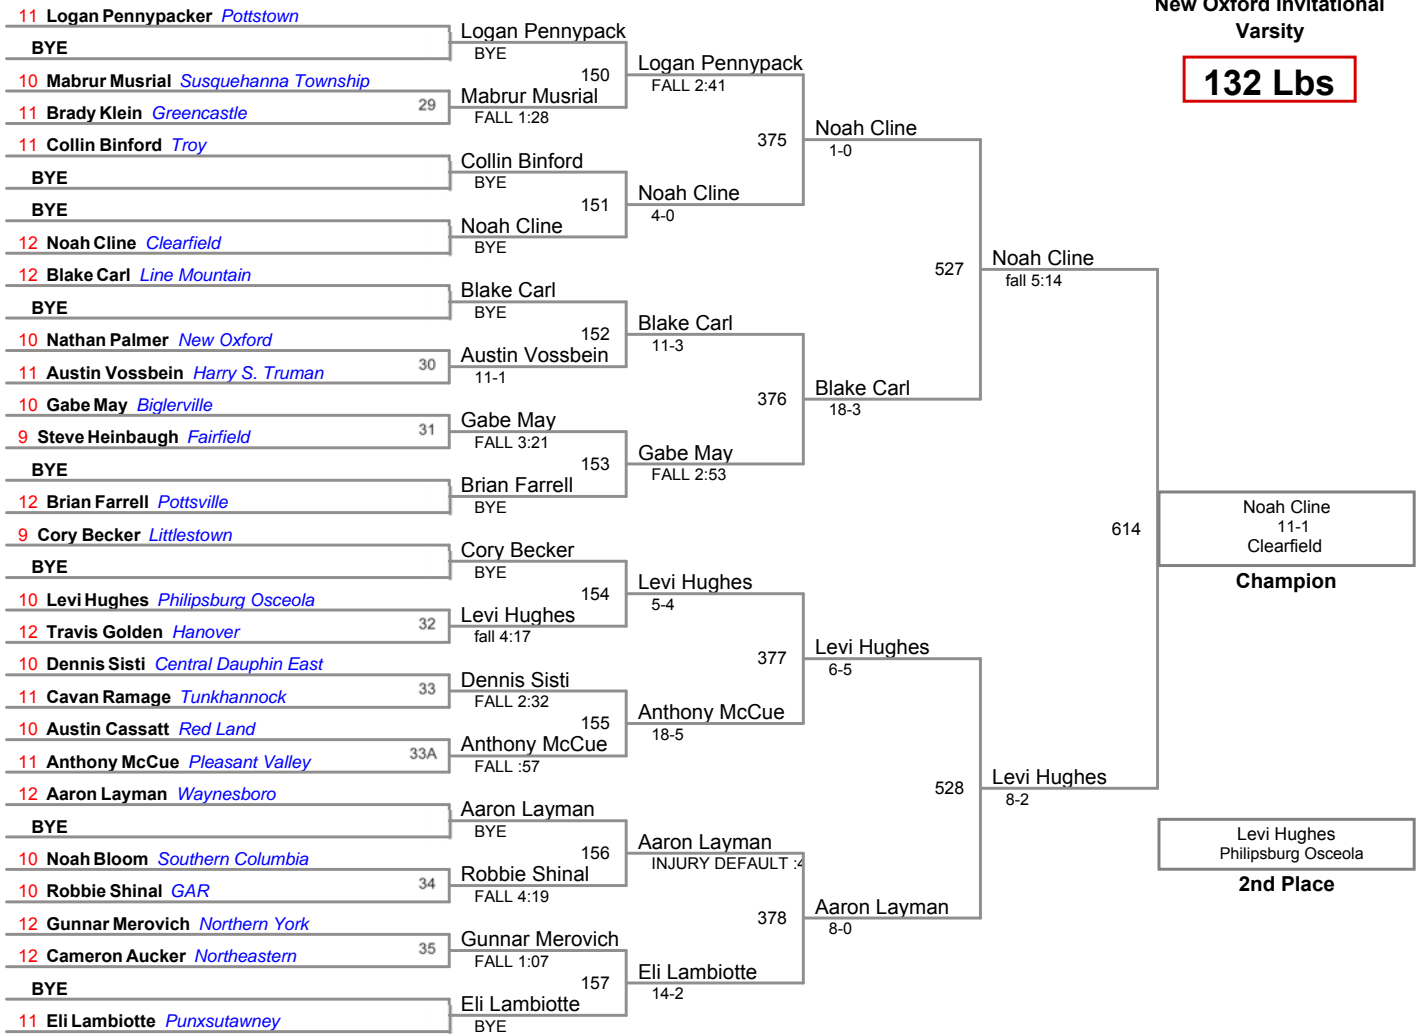 New Oxford Invitational
Varsity
132 Lbs
11 Logan Pennypacker Pottstown
BYE
10 Mabrur Musrial Susquehanna Township
11 Brady Klein Greencastle
11 Collin Binford Troy
BYE
BYE
12 Noah Cline Clearfield
12 Blake Carl Line Mountain
BYE
10 Nathan Palmer New Oxford
11 Austin Vossbein Harry S. Truman
10 Gabe May Biglerville
9 Steve Heinbaugh Fairfield
BYE
12 Brian Farrell Pottsville
9 Cory Becker Littlestown
BYE
10 Levi Hughes Philipsburg Osceola
12 Travis Golden Hanover
10 Dennis Sisti Central Dauphin East
11 Cavan Ramage Tunkhannock
10 Austin Cassatt Red Land
11 Anthony McCue Pleasant Valley
12 Aaron Layman Waynesboro
BYE
10 Noah Bloom Southern Columbia
10 Robbie Shinal GAR
12 Gunnar Merovich Northern York
12 Cameron Aucker Northeastern
BYE
11 Eli Lambiotte Punxsutawney
29
30
31
32
33
33A
34
35
Logan Pennypack
BYE
150
Mabrur Musrial
FALL 1:28
Collin Binford
BYE
151
Noah Cline
BYE
Blake Carl
BYE
152
Austin Vossbein
11-1
Gabe May
FALL 3:21
153
Brian Farrell
BYE
Cory Becker
BYE
154
Levi Hughes
fall 4:17
Dennis Sisti
FALL 2:32
155
Anthony McCue
FALL :57
Aaron Layman
BYE
156
Robbie Shinal
FALL 4:19
Gunnar Merovich
FALL 1:07
157
Eli Lambiotte
BYE
Logan Pennypack
FALL 2:41
375
Noah Cline
4-0
Blake Carl
11-3
376
Gabe May
FALL 2:53
Levi Hughes
5-4
377
Anthony McCue
18-5
Aaron Layman
INJURY DEFAULT :4
378
Eli Lambiotte
14-2
Noah Cline
1-0
527
Blake Carl
18-3
Levi Hughes
6-5
528
Aaron Layman
8-0
Noah Cline
fall 5:14
614
Levi Hughes
8-2
Noah Cline
11-1
Clearfield
Champion
Levi Hughes
Philipsburg Osceola
2nd Place